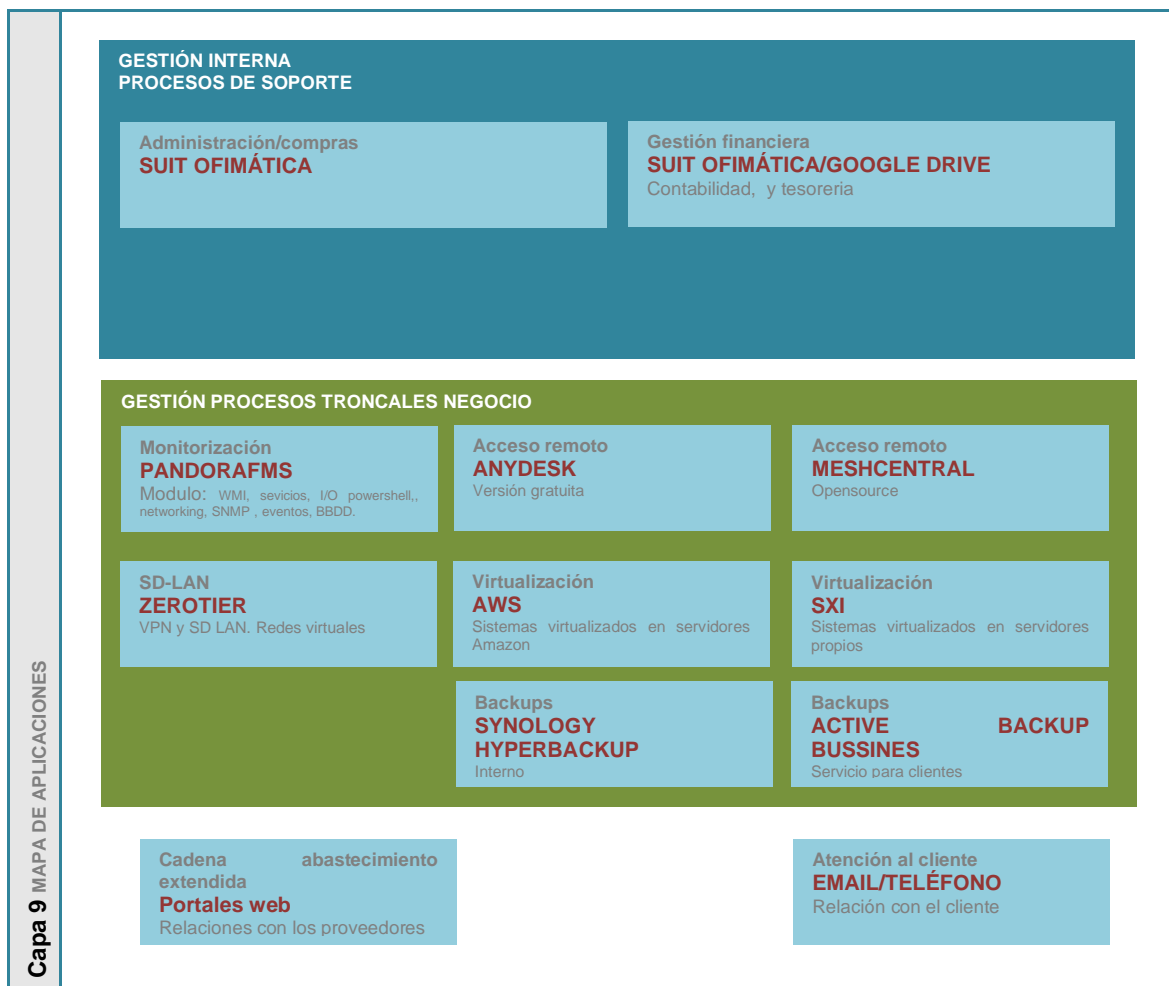 GESTIÓN INTERNA
PROCESOS DE SOPORTE
Administración/compras
SUIT OFIMÁTICA
Gestión financiera
SUIT OFIMÁTICA/GOOGLE DRIVE
Contabilidad, y tesoreria
GESTIÓN PROCESOS TRONCALES NEGOCIO
Monitorización
PANDORAFMS
Modulo: WMI, sevicios, I/O powershell,,
networking, SNMP , eventos, BBDD.
Acceso remoto
ANYDESK
Versión gratuita
Acceso remoto
MESHCENTRAL
Opensource
SD-LAN
ZEROTIER
VPN y SD LAN. Redes virtuales
Virtualización
AWS
Sistemas virtualizados en servidores
Amazon
Virtualización
SXI
Sistemas virtualizados en servidores
propios
Backups
SYNOLOGY
HYPERBACKUP
Interno
Backups
ACTIVE BACKUP
BUSSINES
Servicio para clientes
Cadena abastecimiento
extendida
Portales web
Relaciones con los proveedores
Atención al cliente
EMAIL/TELÉFONO
Relación con el cliente
Capa 9 MAPA DE APLICACIONES